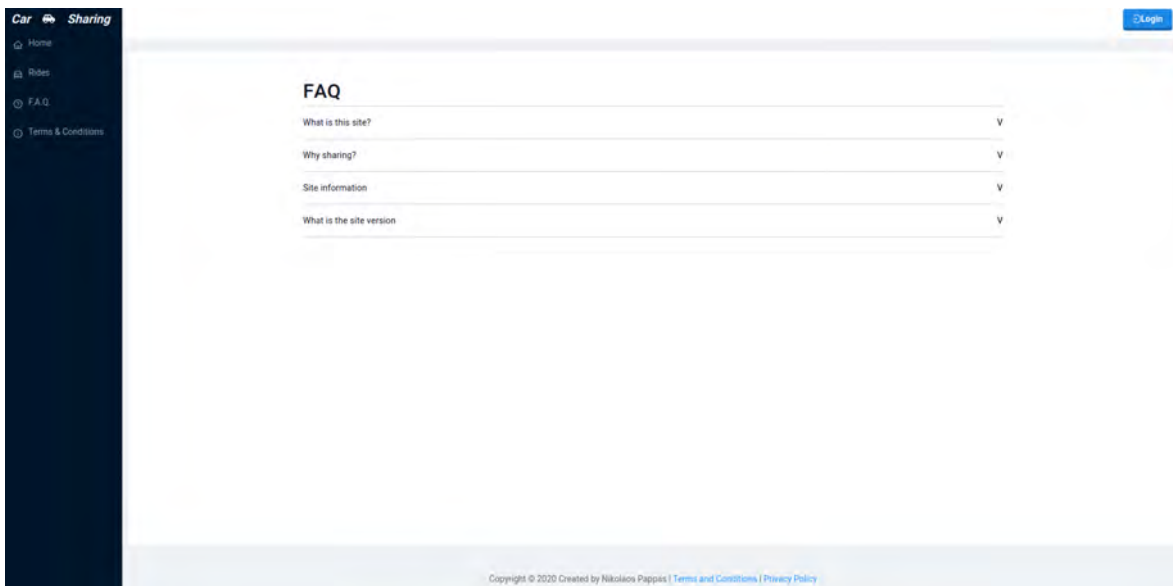 Car Sharing
Login
Home
Rides
F.A.Q.
Terms & Conditions
FAQ
What is this site? V
Why sharing? V
Site information V
What is the site version V
Copyright © 2020 Created by Nikolaos Pappas | Terms and Conditions | Privacy Policy